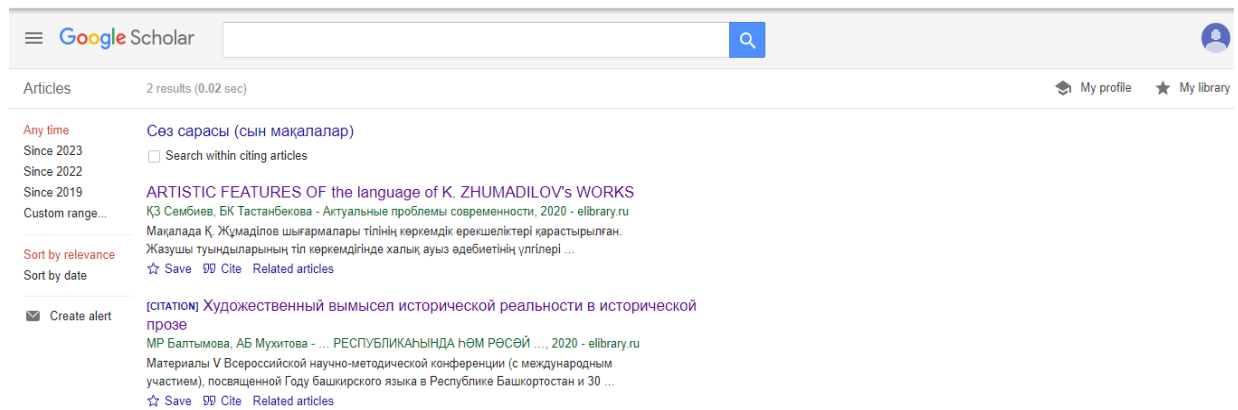 Google Scholar
Articles
2 results (0.02 sec)
My profile
My library
Any time
Since 2023
Since 2022
Since 2019
Custom range...
Sort by relevance
Sort by date
Create alert
Сөз сарасы (сын мақалалар)
Search within citing articles
ARTISTIC FEATURES OF the language of K. ZHUMADILOV's WORKS
ҚЗ Сембиев, БК Тастанбекова - Актуальные проблемы современности, 2020 - elibrary.ru
Мақалада Қ. Жұмаділов шығармалары тілінің көркемдік ерекшеліктері қарастырылған.
Жазушы туындыларының тіл көркемдігінде халық ауыз әдебиетінің үлгілері ...
Save Cite Related articles
[CITATION] Художественный вымысел исторической реальности в исторической
прозе
МР Балтымова, АБ Мухитова - ... РЕСПУБЛИКАҺЫНДА ҺӘМ РӘСӘЙ ..., 2020 - elibrary.ru
Материалы V Всероссийской научно-методической конференции (с международным
участием), посвященной Году башкирского языка в Республике Башкортостан и 30 ...
Save Cite Related articles